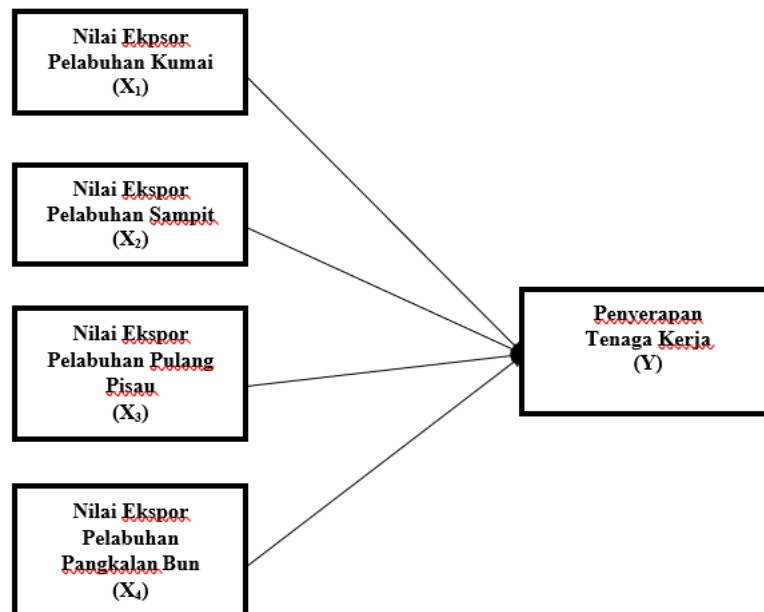 Nilai Ekpsor
Pelabuhan Kumai
(X₁)
Nilai Ekspor
Pelabuhan Sampit
(X₂)
Nilai Ekspor
Pelabuhan Pulang
Pisau
(X₃)
Nilai Ekspor
Pelabuhan
Pangkalan Bun
(X₄)
Penyerapan
Tenaga Kerja
(Y)